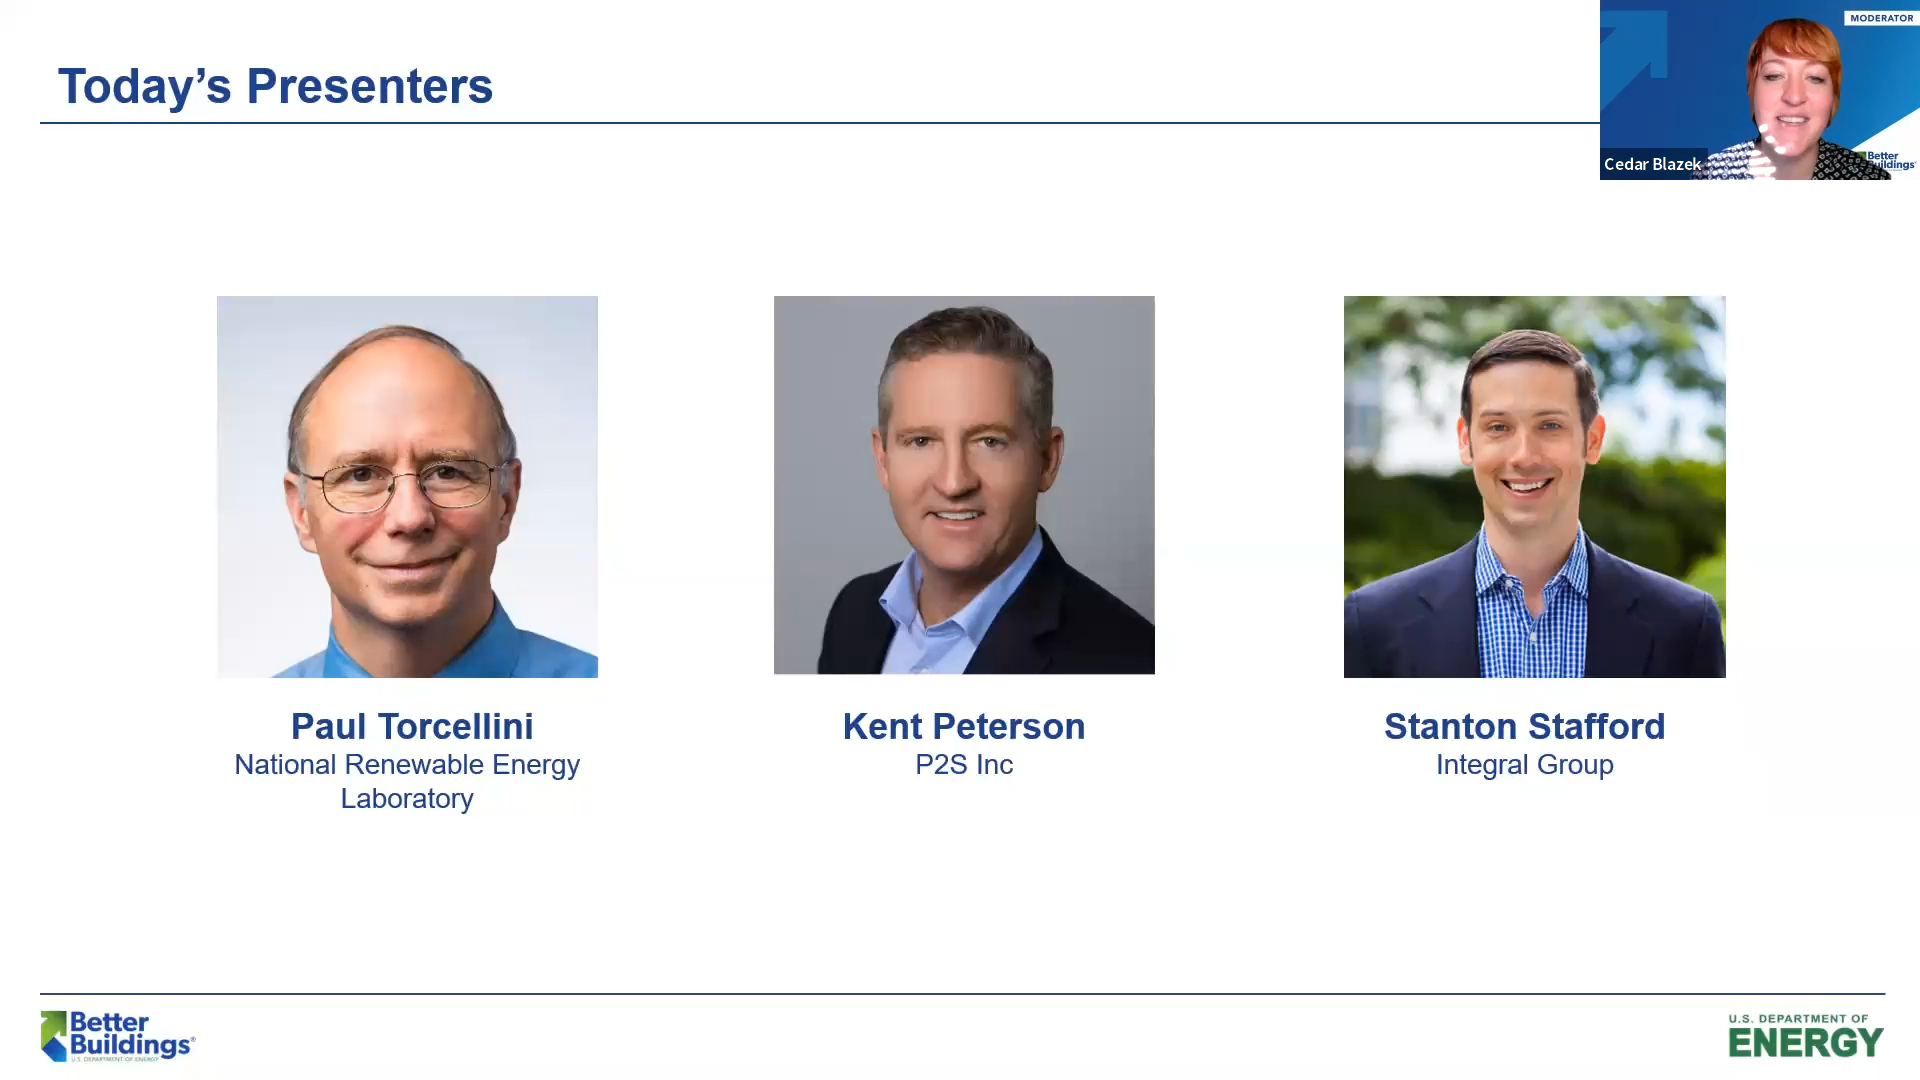 Today's Presenters
MODERATOR
Cedar Blazek
Better
Buildings®
Paul Torcellini
National Renewable Energy
Laboratory
Kent Peterson
P2S Inc
Stanton Stafford
Integral Group
Better
Buildings®
U.S. DEPARTMENT OF ENERGY
U.S. DEPARTMENT OF
ENERGY